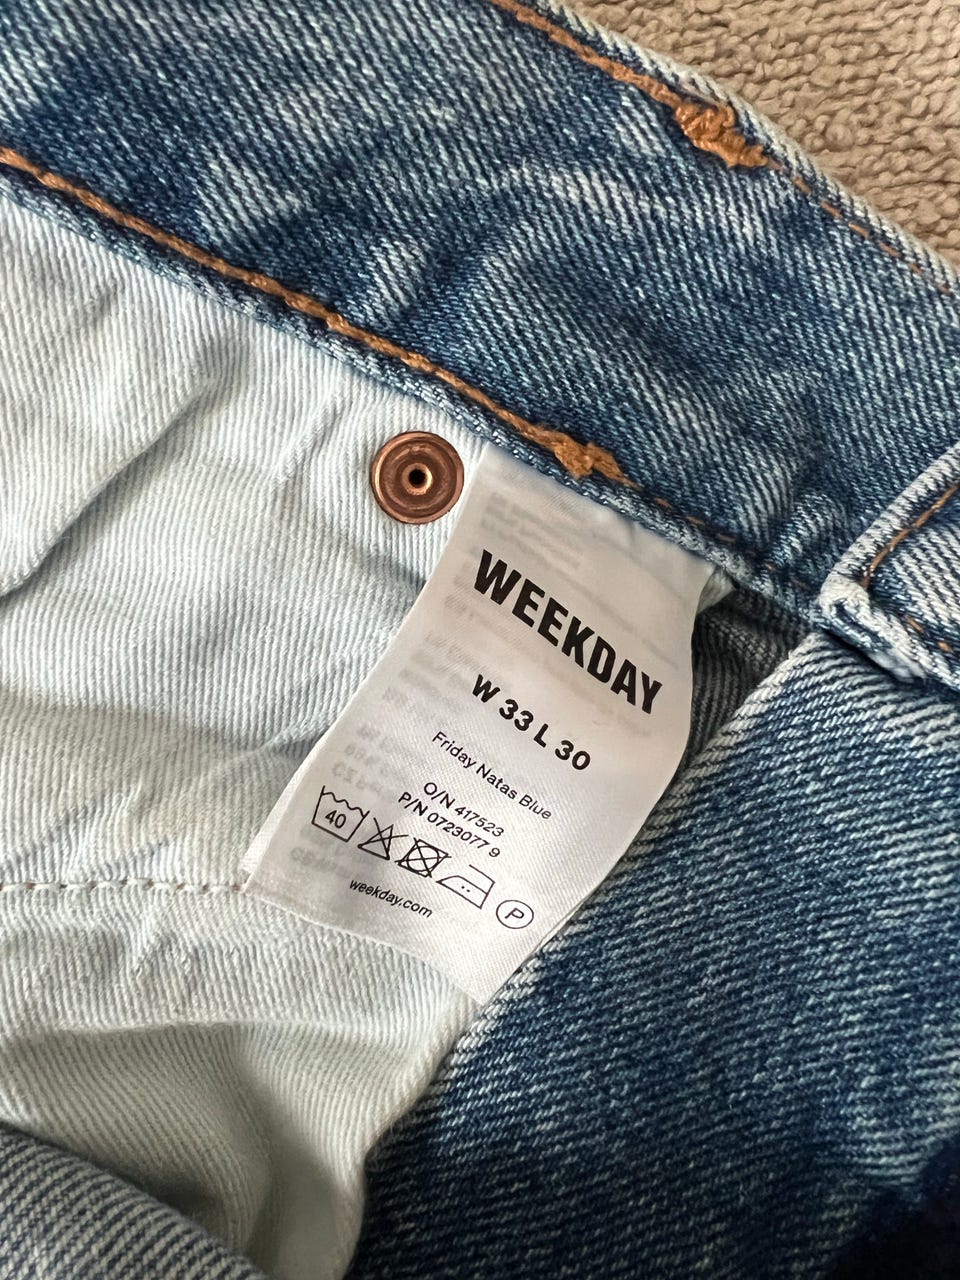 WEEKDAY
W 33 L 30
Friday Natas Blue
O/N 417523
P/N 0723077 9
40
P
weekday.com